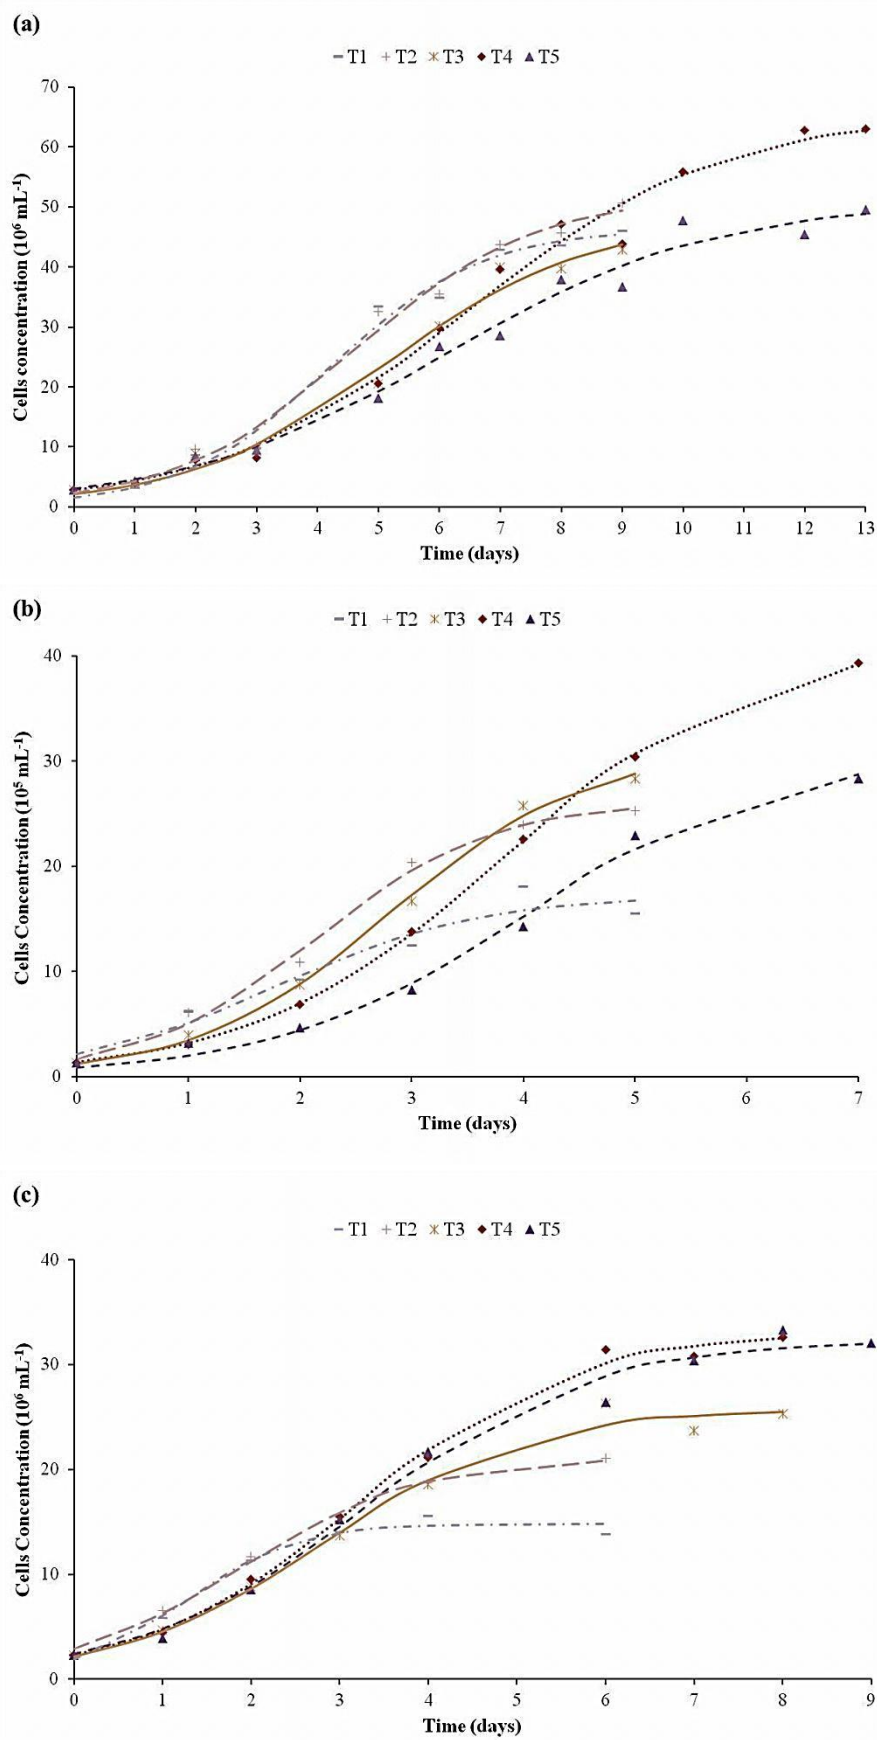 (a)
T1 T2 T3 T4 T5
70
60
50
40
30
20
10
0
0 1 2 3 4 5 6 7 8 9 10 11 12 13
Cells concentration (10⁶ mL⁻¹)
Time (days)
(b)
T1 T2 T3 T4 T5
40
30
20
10
0
0 1 2 3 4 5 6 7
Cells Concentration (10⁵ mL⁻¹)
Time (days)
(c)
T1 T2 T3 T4 T5
40
30
20
10
0
0 1 2 3 4 5 6 7 8 9
Cells Concentration (10⁶ mL⁻¹)
Time (days)